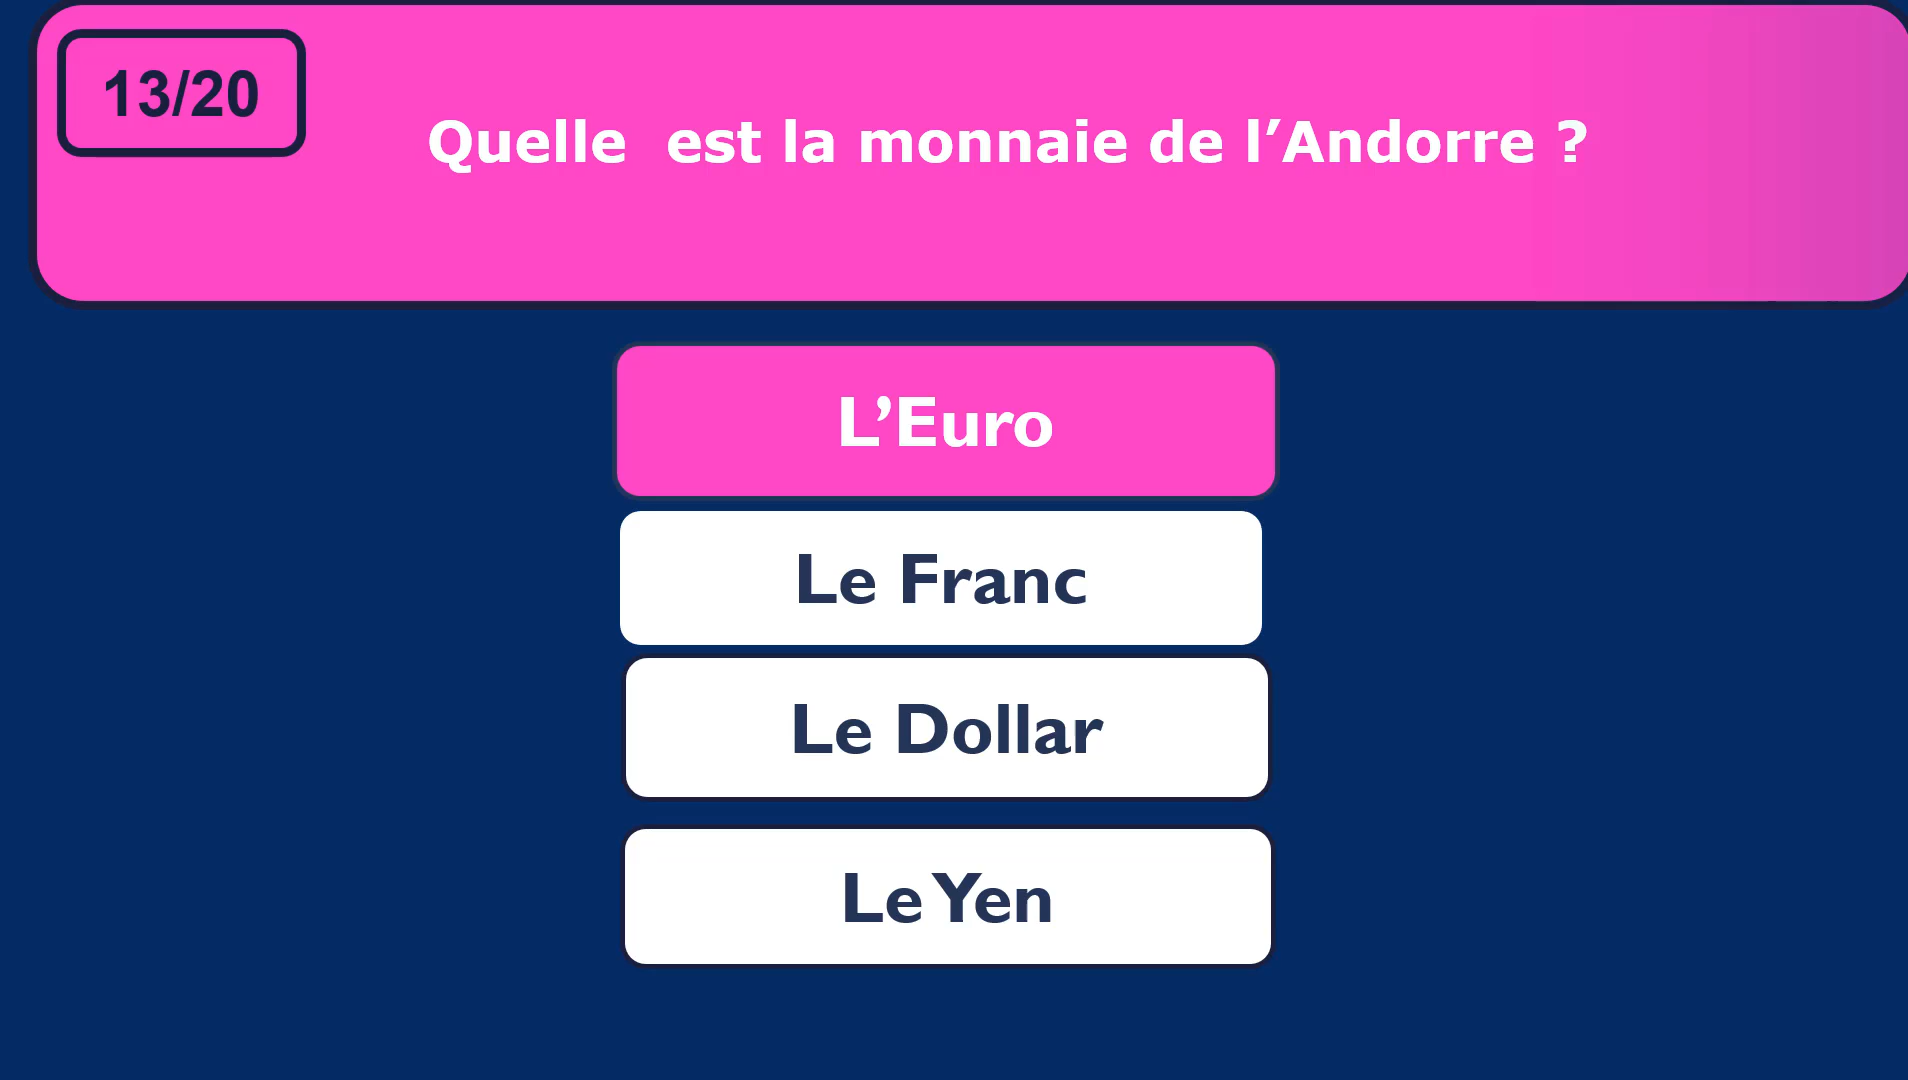 13/20
Quelle  est la monnaie de l’Andorre ?
L’Euro
Le Franc
Le Dollar
Le Yen